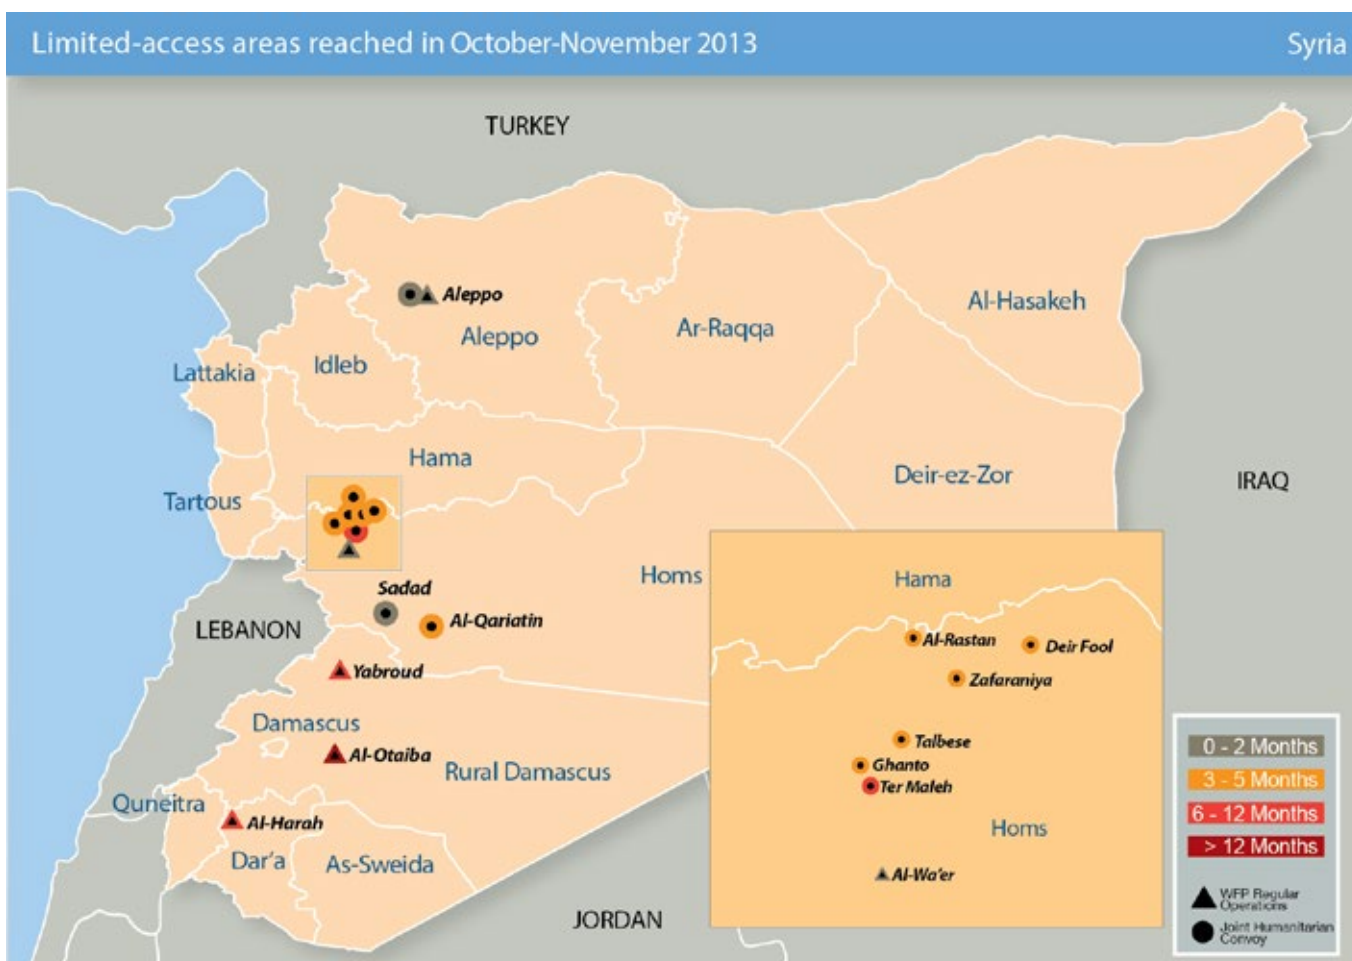 Limited-access areas reached in October-November 2013
Syria
TURKEY
Aleppo
Aleppo
Ar-Raqqa
Al-Hasakeh
Idleb
Lattakia
Hama
Deir-ez-Zor
Tartous
IRAQ
Homs
Sadad
Al-Qariatin
LEBANON
Yabroud
Damascus
Al-Otaiba
Rural Damascus
Quneitra
Al-Harah
Dar'a
As-Sweida
JORDAN
Hama
Al-Rastan
Deir Fool
Zafaraniya
Talbese
Ghanto
Ter Maleh
Homs
Al-Wa'er
0 - 2 Months
3 - 5 Months
6 - 12 Months
> 12 Months
WFP Regular
Operations
Joint Humanitarian
Convoy